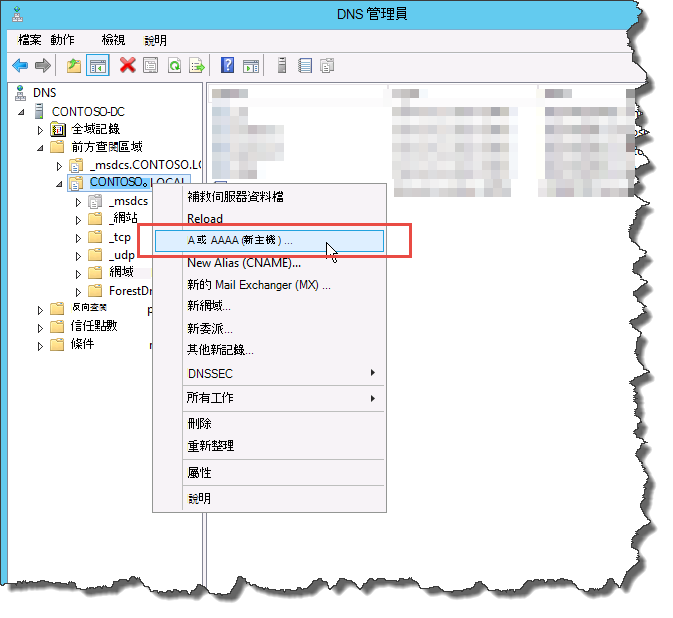 DNS 管理員
檔案 動作 檢視 說明
DNS
CONTOSO-DC
全域記錄
前方查閱區域
_msdcs.CONTOSO.LO
CONTOSO。LOCAL
_msdcs
_網站
_tcp
_udp
網域
ForestDn
反向查閱
信任點數
條件
補救伺服器資料檔
Reload
A 或 AAAA (新主機 ) ...
New Alias (CNAME)...
新的 Mail Exchanger (MX) ...
新網域...
新委派...
其他新記錄...
DNSSEC
所有工作
刪除
重新整理
屬性
說明